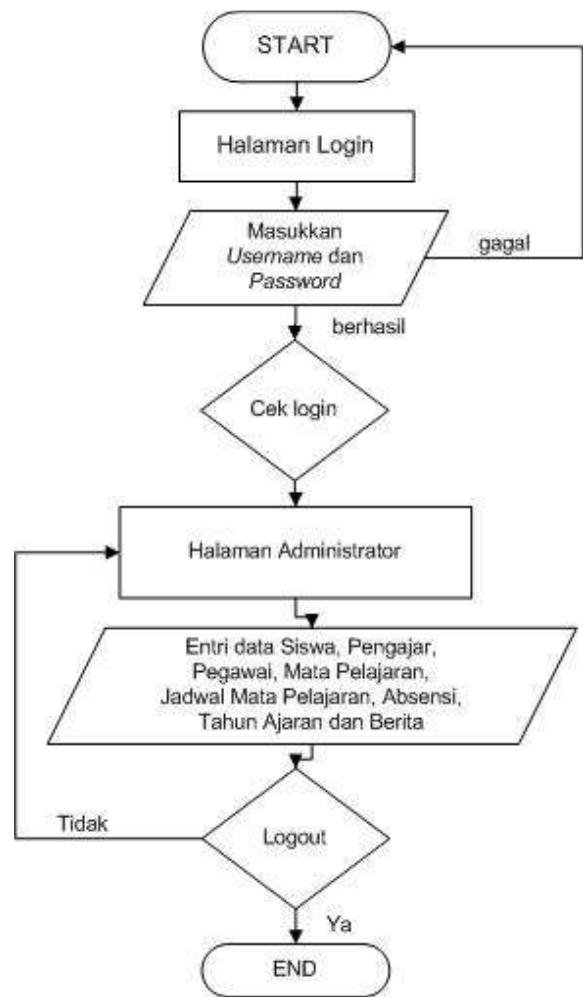 START
Halaman Login
Masukkan
Username dan
Password
gagal
berhasil
Cek login
Halaman Administrator
Entri data Siswa, Pengajar,
Pegawai, Mata Pelajaran,
Jadwal Mata Pelajaran, Absensi,
Tahun Ajaran dan Berita
Tidak
Logout
Ya
END